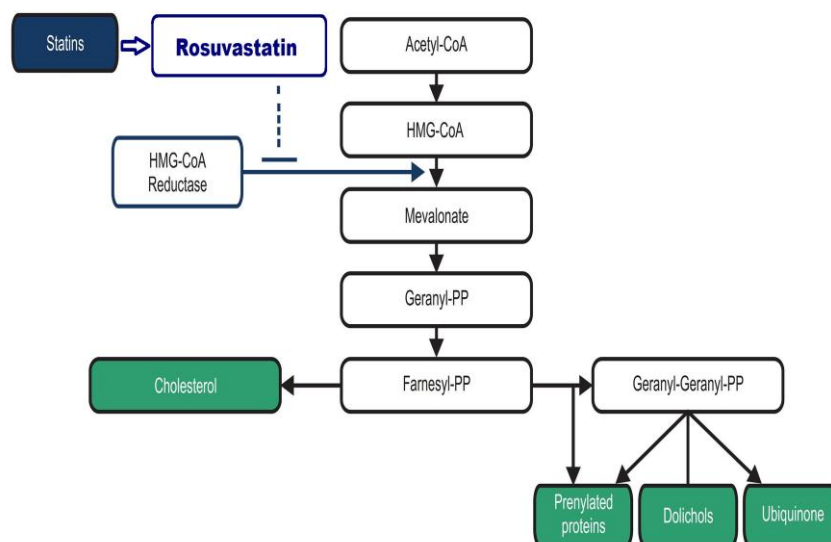 Statins
Rosuvastatin
Acetyl-CoA
HMG-CoA
HMG-CoA
Reductase
Mevalonate
Geranyl-PP
Cholesterol
Farnesyl-PP
Geranyl-Geranyl-PP
Prenylated
proteins
Dolichols
Ubiquinone